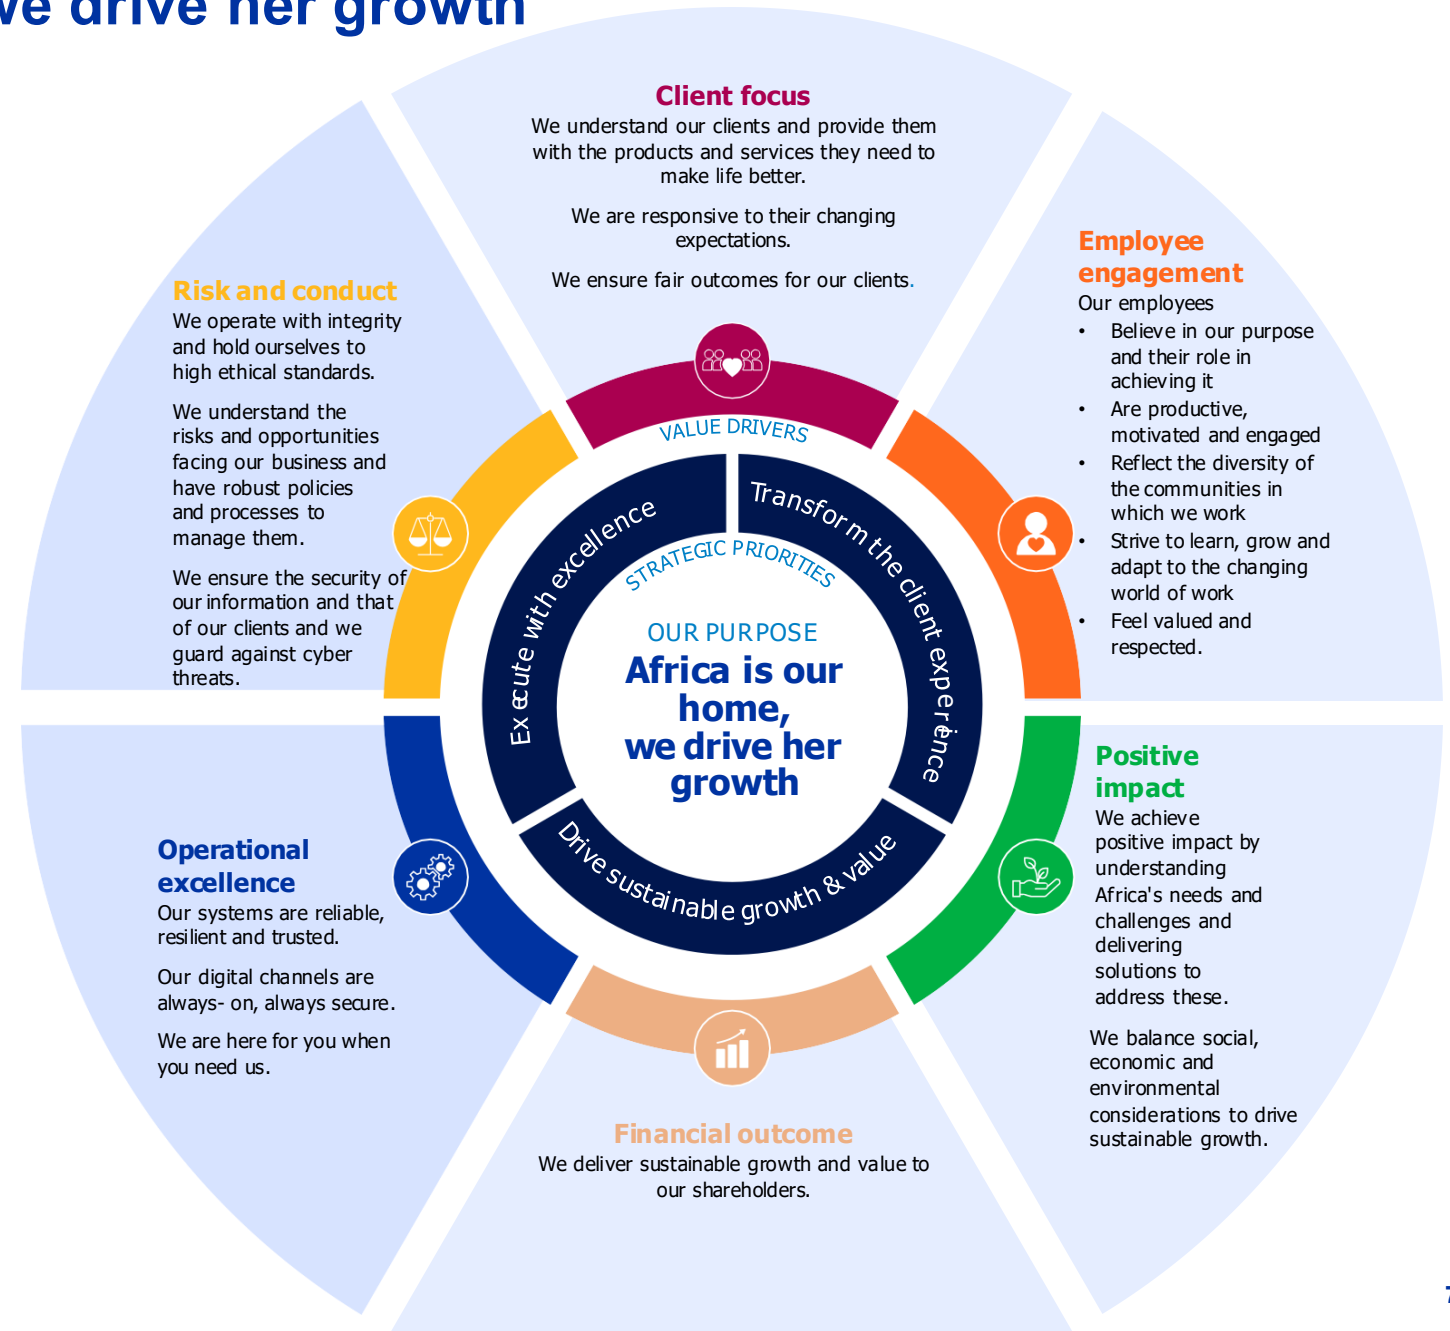 we drive her growth
Client focus
We understand our clients and provide them
with the products and services they need to
make life better.
We are responsive to their changing
expectations.
We ensure fair outcomes for our clients.
Employee
engagement
Our employees
• Believe in our purpose
and their role in
achieving it
• Are productive,
motivated and engaged
• Reflect the diversity of
the communities in
which we work
• Strive to learn, grow and
adapt to the changing
world of work
• Feel valued and
respected.
Risk and conduct
We operate with integrity
and hold ourselves to
high ethical standards.
We understand the
risks and opportunities
facing our business and
have robust policies
and processes to
manage them.
We ensure the security of
our information and that
of our clients and we
guard against cyber
threats.
VALUE DRIVERS
Execute with excellence
Transform the client experience
Drive sustainable growth & value
STRATEGIC PRIORITIES
OUR PURPOSE
Africa is our
home,
we drive her
growth
Positive
impact
We achieve
positive impact by
understanding
Africa's needs and
challenges and
delivering
solutions to
address these.
We balance social,
economic and
environmental
considerations to drive
sustainable growth.
Operational
excellence
Our systems are reliable,
resilient and trusted.
Our digital channels are
always- on, always secure.
We are here for you when
you need us.
Financial outcome
We deliver sustainable growth and value to
our shareholders.